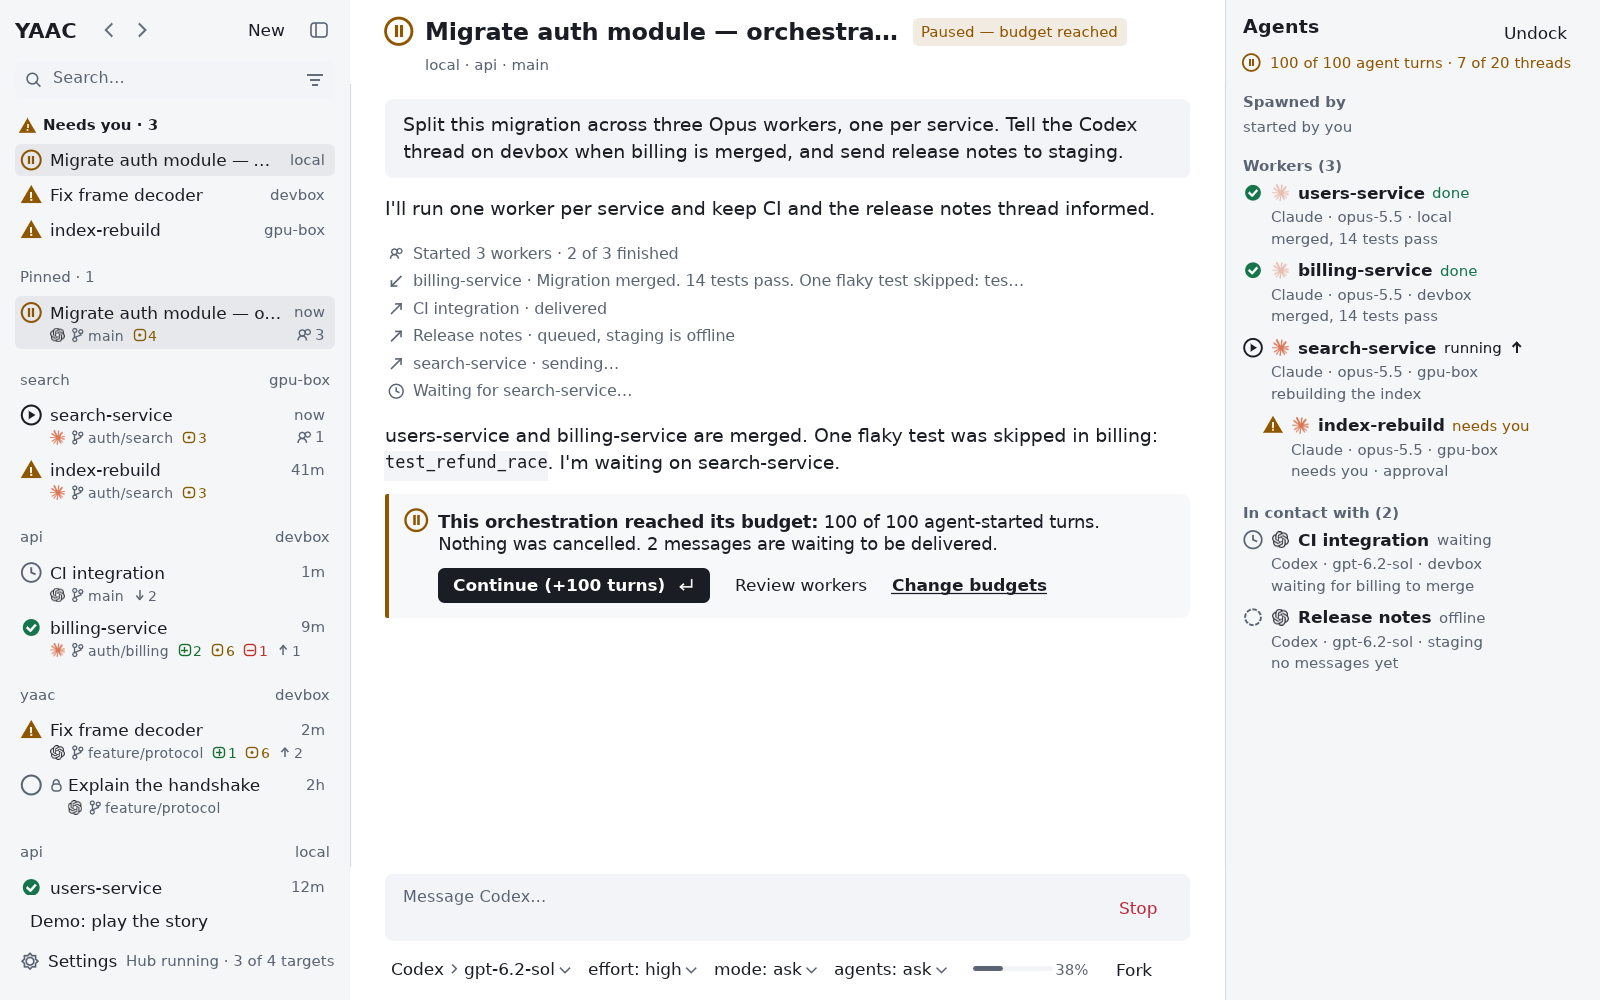 YAAC
New
Search...
Needs you · 3
Migrate auth module — ... local
Fix frame decoder devbox
index-rebuild gpu-box
Pinned · 1
Migrate auth module — o... now
main 4 3
search gpu-box
search-service now
auth/search 3 1
index-rebuild 41m
auth/search 3
api devbox
CI integration 1m
main 2
billing-service 9m
auth/billing 2 6 1 1
yaac devbox
Fix frame decoder 2m
feature/protocol 1 6 2
Explain the handshake 2h
feature/protocol
api local
users-service 12m
Demo: play the story
Settings Hub running · 3 of 4 targets
Migrate auth module — orchestra... Paused — budget reached
local · api · main
Split this migration across three Opus workers, one per service. Tell the Codex
thread on devbox when billing is merged, and send release notes to staging.
I'll run one worker per service and keep CI and the release notes thread informed.
Started 3 workers · 2 of 3 finished
billing-service · Migration merged. 14 tests pass. One flaky test skipped: tes...
CI integration · delivered
Release notes · queued, staging is offline
search-service · sending...
Waiting for search-service...
users-service and billing-service are merged. One flaky test was skipped in billing:
test_refund_race. I'm waiting on search-service.
This orchestration reached its budget: 100 of 100 agent-started turns.
Nothing was cancelled. 2 messages are waiting to be delivered.
Continue (+100 turns) Review workers Change budgets
Message Codex...
Stop
Codex gpt-6.2-sol effort: high mode: ask agents: ask 38% Fork
Agents
Undock
100 of 100 agent turns · 7 of 20 threads
Spawned by
started by you
Workers (3)
users-service done
Claude · opus-5.5 · local
merged, 14 tests pass
billing-service done
Claude · opus-5.5 · devbox
merged, 14 tests pass
search-service running
Claude · opus-5.5 · gpu-box
rebuilding the index
index-rebuild needs you
Claude · opus-5.5 · gpu-box
needs you · approval
In contact with (2)
CI integration waiting
Codex · gpt-6.2-sol · devbox
waiting for billing to merge
Release notes offline
Codex · gpt-6.2-sol · staging
no messages yet